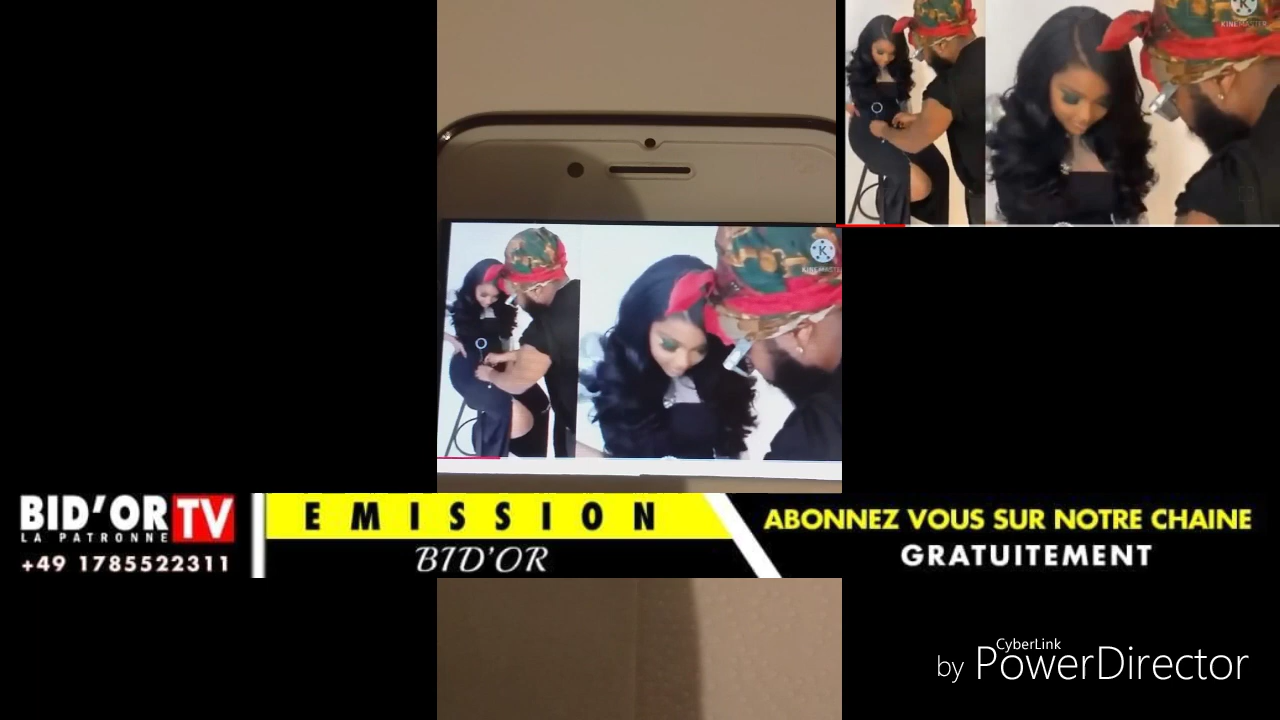 KINEMASTER
KINEMASTE
BID'OR TV
LA PATRONNE
+49 1785522311
EMISSION
BID'OR
ABONNEZ VOUS SUR NOTRE CHAINE
GRATUITEMENT
CyberLink
by PowerDirector